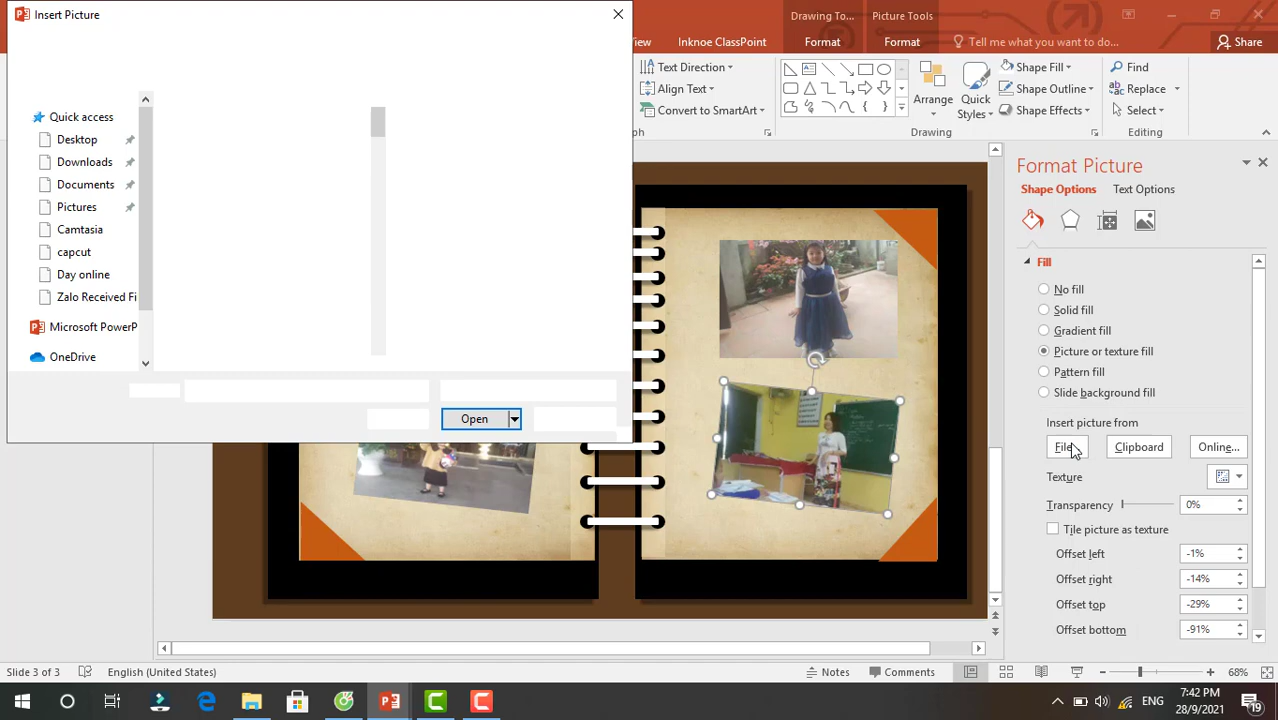 Insert Picture
Drawing To...
Picture Tools
View
Inknoe ClassPoint
Format
Format
Tell me what you want to do...
Share
Text Direction
Align Text
Convert to SmartArt
Arrange
Quick Styles
Shape Fill
Shape Outline
Shape Effects
Find
Replace
Select
Drawing
Editing
Quick access
Desktop
Downloads
Documents
Pictures
Camtasia
capcut
Day online
Zalo Received Fi
Microsoft PowerP
OneDrive
Open
Format Picture
Shape Options
Text Options
Fill
No fill
Solid fill
Gradient fill
Picture or texture fill
Pattern fill
Slide background fill
Insert picture from
File...
Clipboard
Online...
Texture
Transparency
0%
Tile picture as texture
Offset left
-1%
Offset right
-14%
Offset top
-29%
Offset bottom
-91%
Slide 3 of 3
English (United States)
Notes
Comments
68%
ENG
7:42 PM
28/9/2021
19